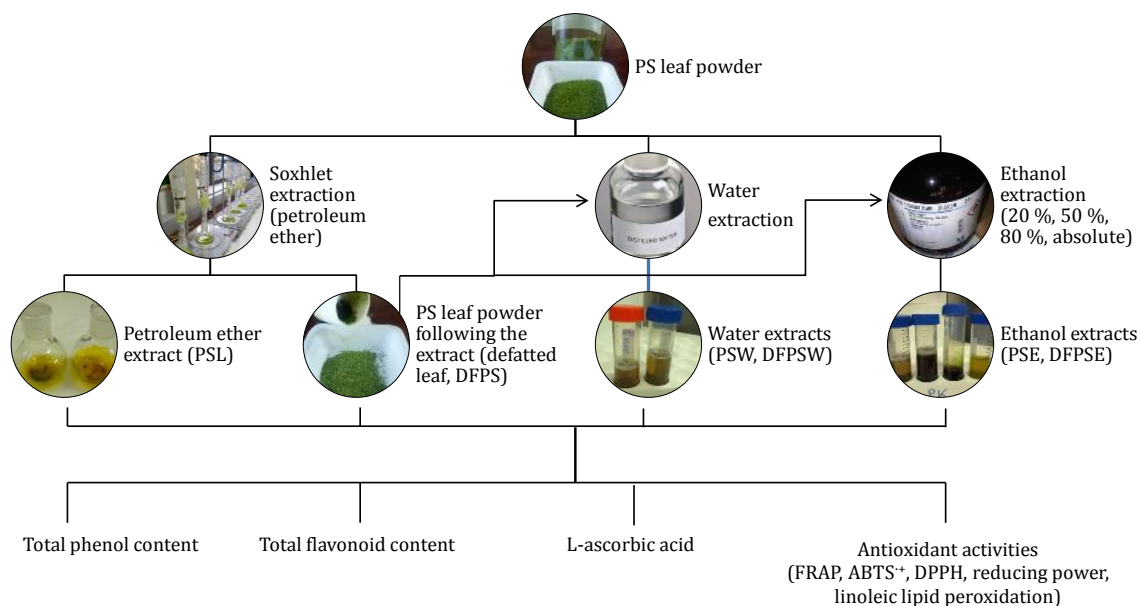 PS leaf powder
Soxhlet
extraction
(petroleum
ether)
Water
extraction
Ethanol
extraction
(20 %, 50 %,
80 %, absolute)
DISTILLED WATER
Petroleum ether
extract (PSL)
PS leaf powder
following the
extract (defatted
leaf, DFPS)
Water extracts
(PSW, DFPSW)
Ethanol extracts
(PSE, DFPSE)
Total phenol content
Total flavonoid content
L-ascorbic acid
Antioxidant activities
(FRAP, ABTS·+, DPPH, reducing power,
linoleic lipid peroxidation)